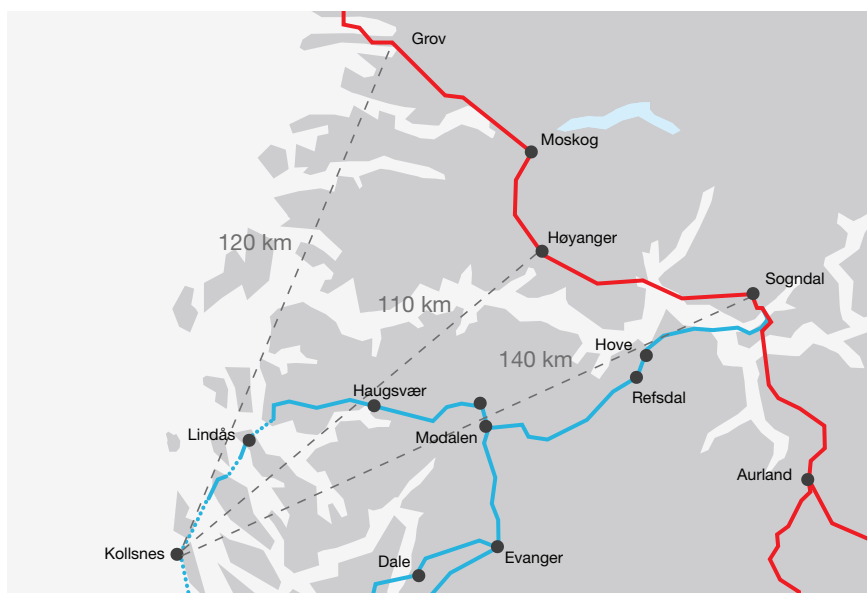 Grov
Moskog
120 km
Høyanger
Sogndal
110 km
Hove
140 km
Haugsvær
Refsdal
Lindås
Modalen
Aurland
Kollsnes
Dale
Evanger